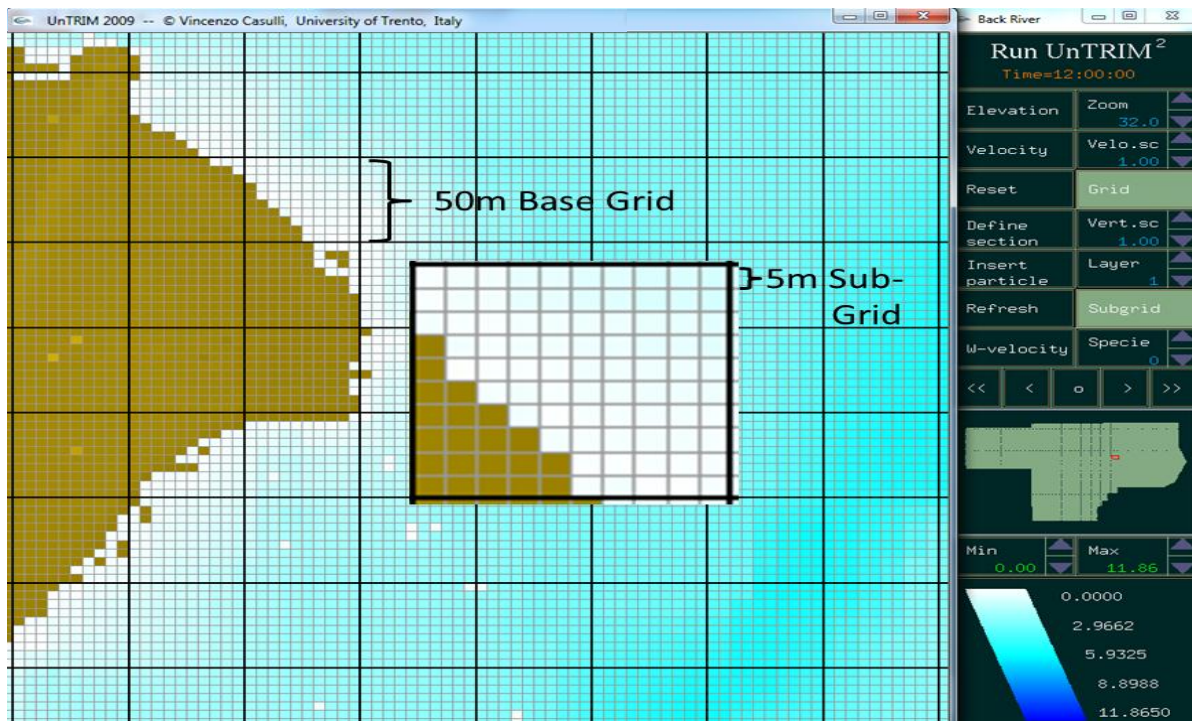 UnTRIM 2009 -- © Vincenzo Casulli, University of Trento, Italy
Back River
Run UnTRIM²
Time=12:00:00
Elevation
Zoom
32.0
Velocity
Velo.sc
1.00
Reset
Grid
Define
section
Vert.sc
1.00
Insert
particle
Layer
1
Refresh
Subgrid
W-velocity
Specie
0
<< < o > >>
Min
0.00
Max
11.86
0.0000
2.9662
5.9325
8.8988
11.8650
50m Base Grid
5m Sub-
Grid